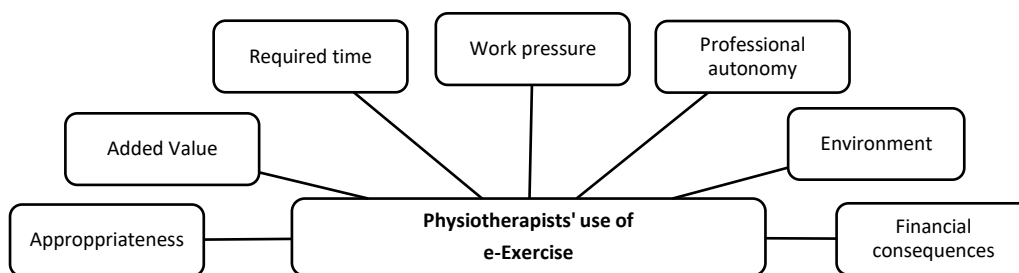 Work pressure
Professional
autonomy
Required time
Added Value
Environment
Physiotherapists' use of
e-Exercise
Approppriateness
Financial
consequences